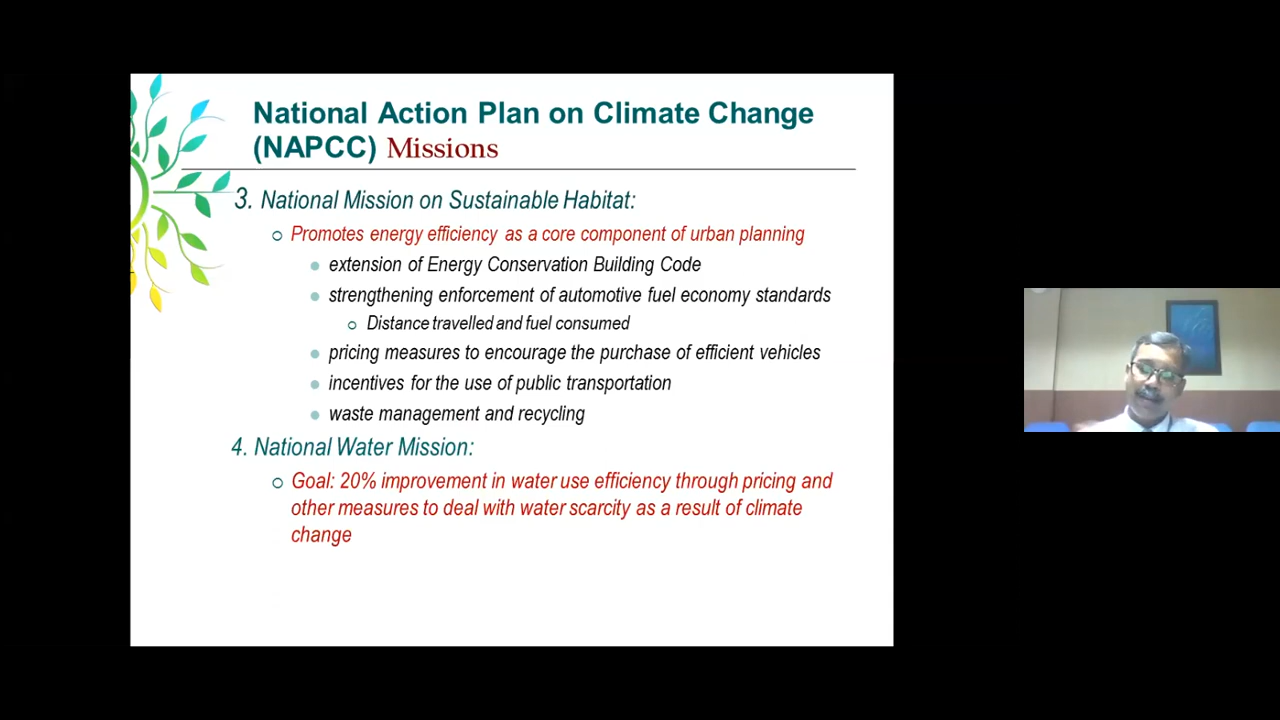 National Action Plan on Climate Change
(NAPCC) Missions
3. National Mission on Sustainable Habitat:
Promotes energy efficiency as a core component of urban planning
extension of Energy Conservation Building Code
strengthening enforcement of automotive fuel economy standards
Distance travelled and fuel consumed
pricing measures to encourage the purchase of efficient vehicles
incentives for the use of public transportation
waste management and recycling
4. National Water Mission:
Goal: 20% improvement in water use efficiency through pricing and
other measures to deal with water scarcity as a result of climate
change